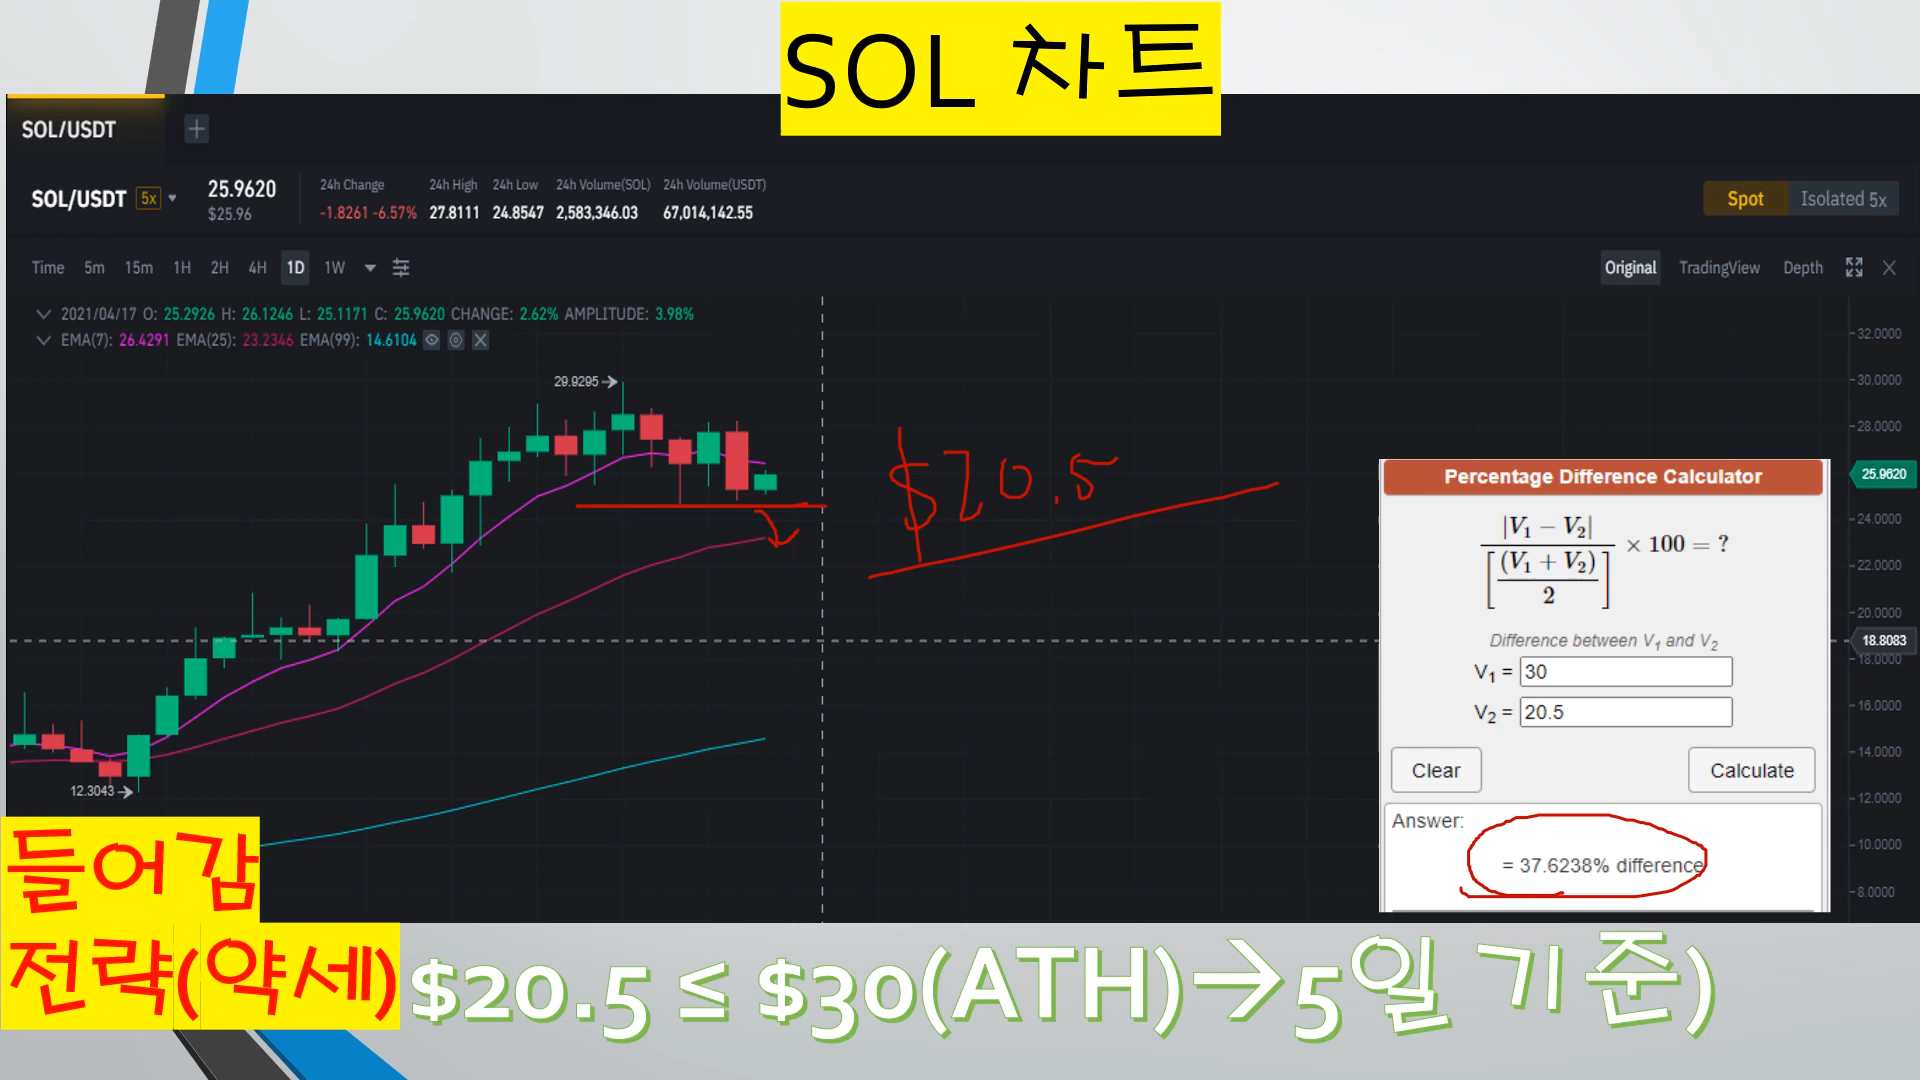 SOL 차트
SOL/USDT
SOL/USDT 5x 25.9620 $25.96 24h Change -1.8261 -6.57% 24h High 27.8111 24h Low 24.8547 24h Volume(SOL) 2,583,346.03 24h Volume(USDT) 67,014,142.55
Spot Isolated 5x
Time 5m 15m 1H 2H 4H 1D 1W
Original TradingView Depth
2021/04/17 O: 25.2926 H: 26.1246 L: 25.1171 C: 25.9620 CHANGE: 2.62% AMPLITUDE: 3.98%
EMA(7): 26.4291 EMA(25): 23.2346 EMA(99): 14.6104
32.0000
29.9295
30.0000
28.0000
$20.5
25.9620
24.0000
22.0000
20.0000
18.8083
18.0000
16.0000
14.0000
12.3043
12.0000
10.0000
8.0000
Percentage Difference Calculator
|V1 − V2|
[(V1 + V2)
2] × 100 = ?
Difference between V1 and V2
V1 = 30
V2 = 20.5
Clear Calculate
Answer:
= 37.6238% difference
들어감
전략(약세) $20.5 ≤ $30(ATH)→5일 기준)